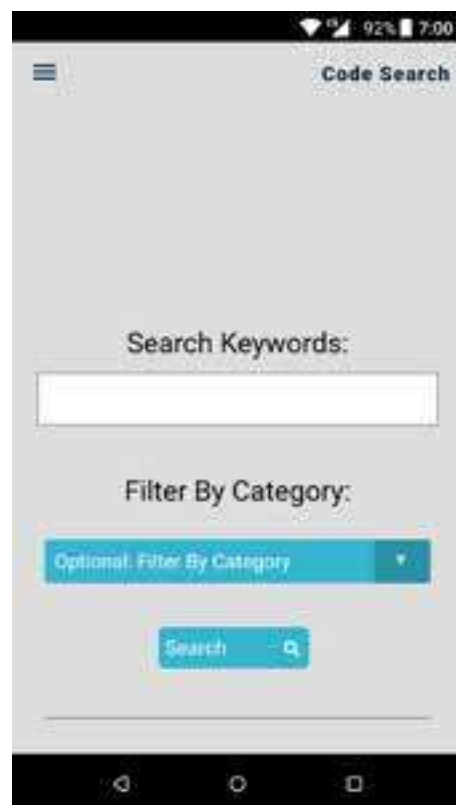 92% 7:00
Code Search
Search Keywords:
Filter By Category:
Optional: Filter By Category
Search